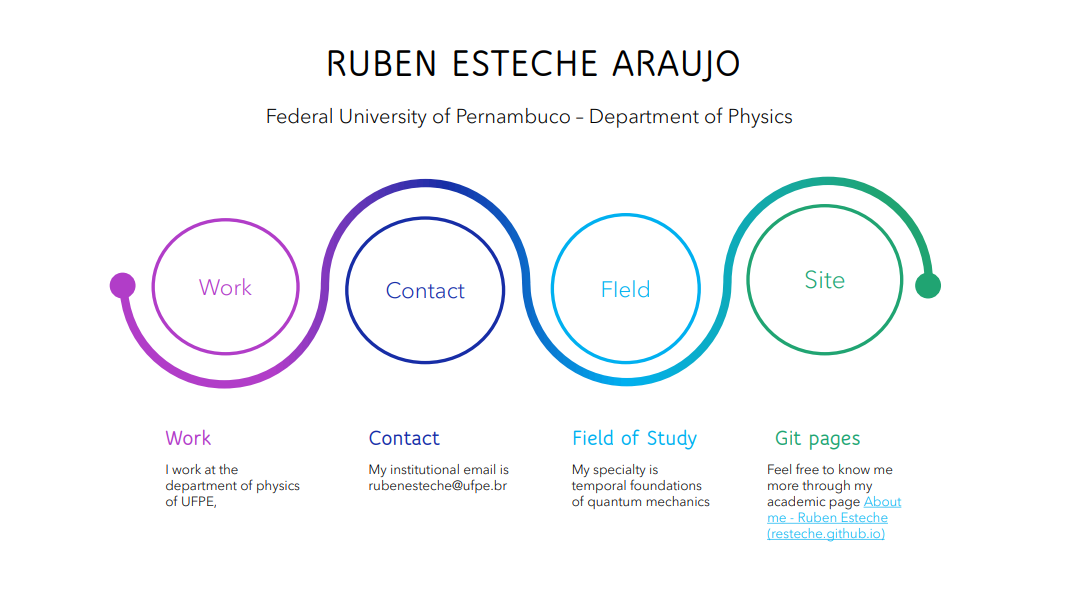 RUBEN ESTECHE ARAUJO
Federal University of Pernambuco – Department of Physics
Work
Contact
FIeld
Site
Work
I work at the
department of physics
of UFPE,
Contact
My institutional email is
rubenesteche@ufpe.br
Field of Study
My specialty is
temporal foundations
of quantum mechanics
Git pages
Feel free to know me
more through my
academic page About
me - Ruben Esteche
(resteche.github.io)